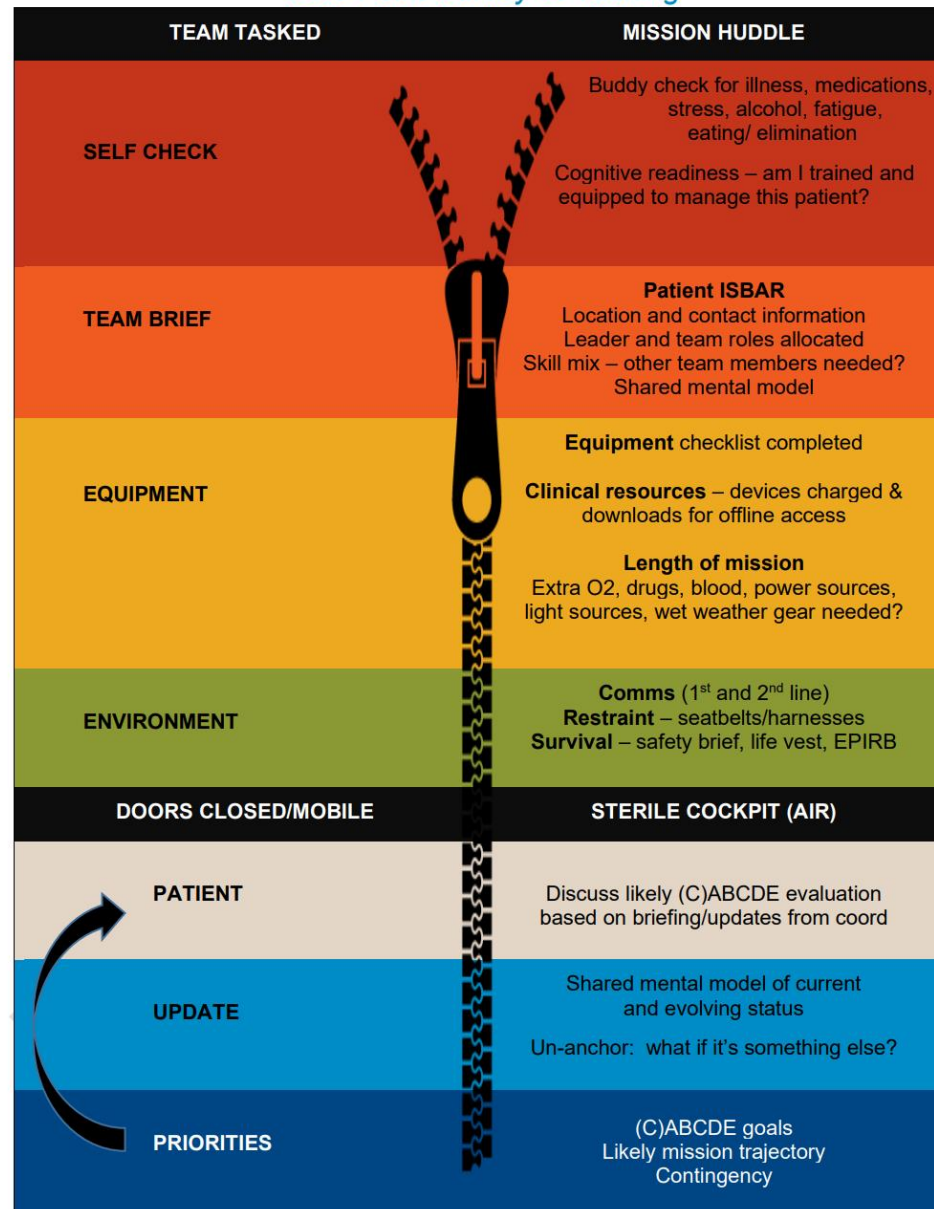 TEAM TASKED
MISSION HUDDLE
SELF CHECK
Buddy check for illness, medications,
stress, alcohol, fatigue,
eating/ elimination
Cognitive readiness – am I trained and
equipped to manage this patient?
TEAM BRIEF
Patient ISBAR
Location and contact information
Leader and team roles allocated
Skill mix – other team members needed?
Shared mental model
EQUIPMENT
Equipment checklist completed
Clinical resources – devices charged &
downloads for offline access
Length of mission
Extra O2, drugs, blood, power sources,
light sources, wet weather gear needed?
ENVIRONMENT
Comms (1st and 2nd line)
Restraint – seatbelts/harnesses
Survival – safety brief, life vest, EPIRB
DOORS CLOSED/MOBILE
STERILE COCKPIT (AIR)
PATIENT
Discuss likely (C)ABCDE evaluation
based on briefing/updates from coord
UPDATE
Shared mental model of current
and evolving status
Un-anchor:  what if it's something else?
PRIORITIES
(C)ABCDE goals
Likely mission trajectory
Contingency